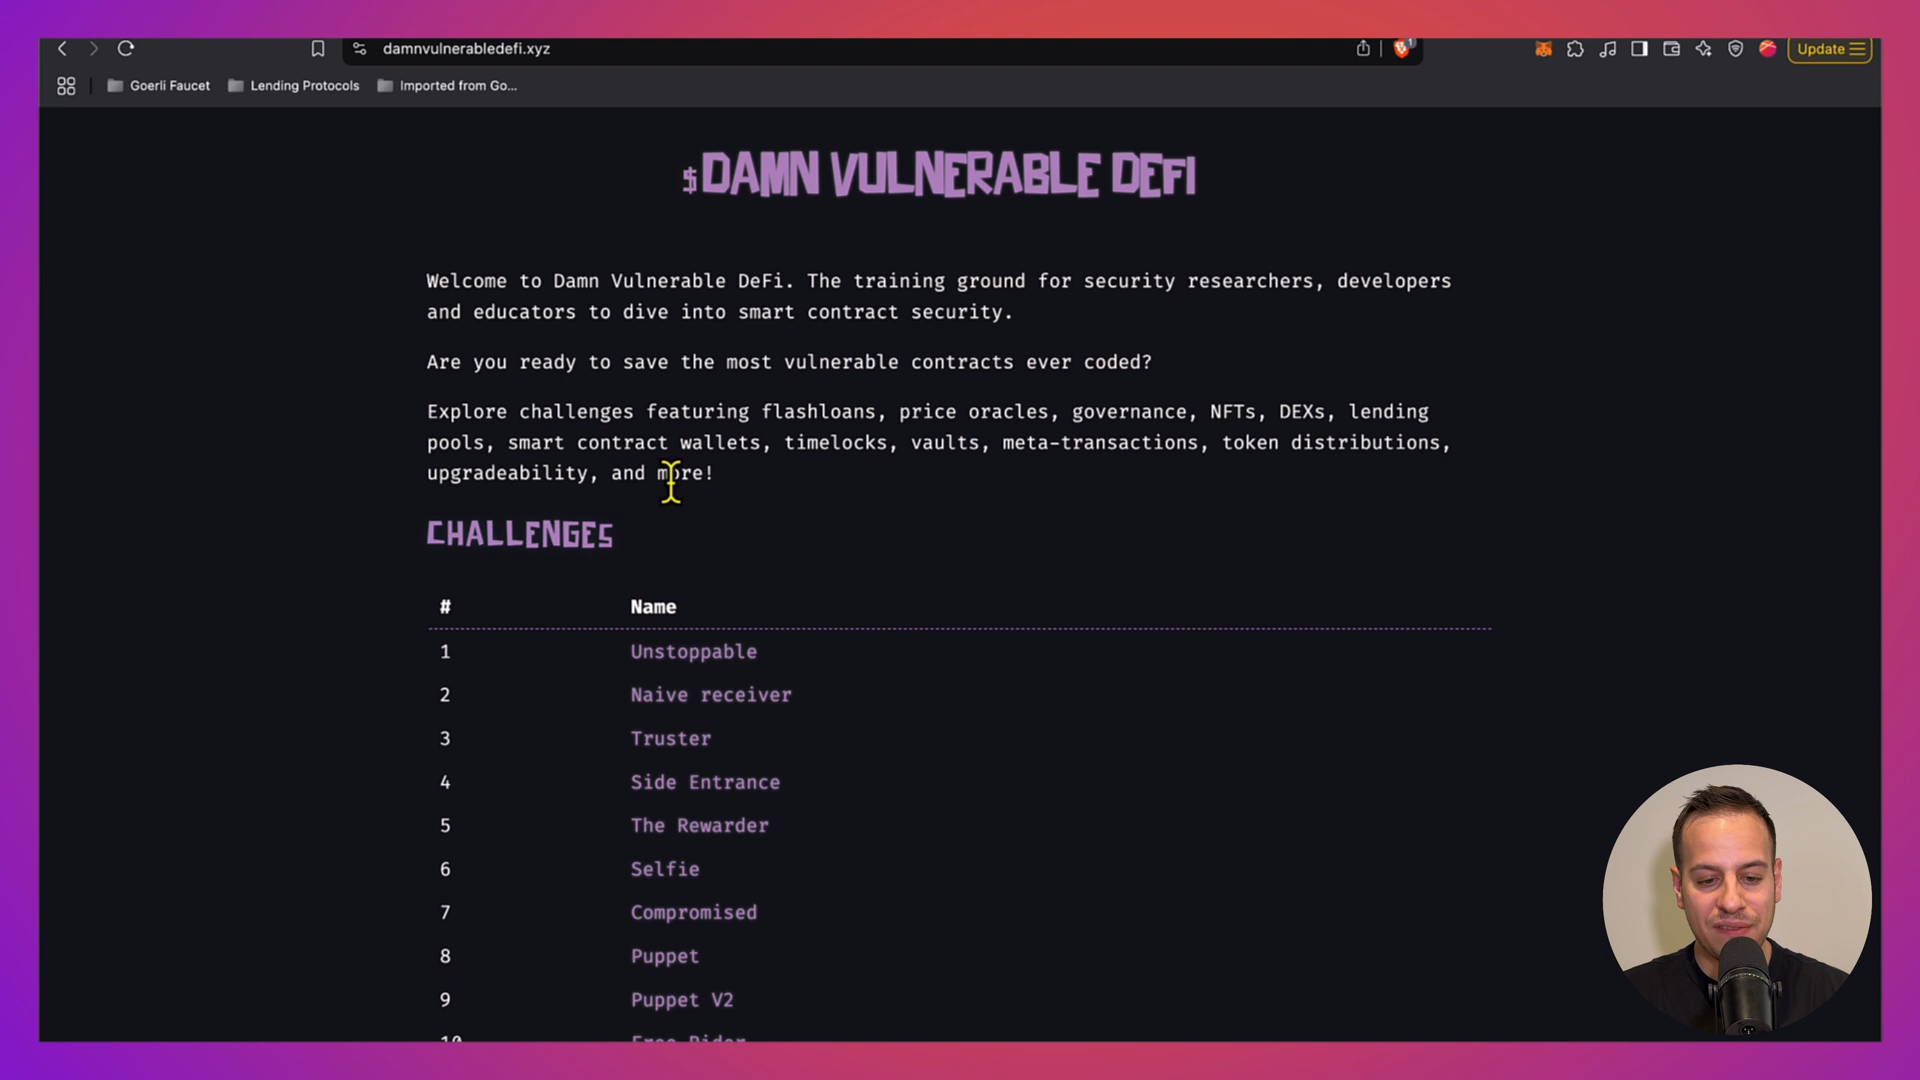 damnvulnerabledefi.xyz
1
Update
Goerli Faucet
Lending Protocols
Imported from Go...
$DAMN VULNERABLE DEFI
Welcome to Damn Vulnerable DeFi. The training ground for security researchers, developers
and educators to dive into smart contract security.
Are you ready to save the most vulnerable contracts ever coded?
Explore challenges featuring flashloans, price oracles, governance, NFTs, DEXs, lending
pools, smart contract wallets, timelocks, vaults, meta-transactions, token distributions,
upgradeability, and more!
CHALLENGES
# Name
1 Unstoppable
2 Naive receiver
3 Truster
4 Side Entrance
5 The Rewarder
6 Selfie
7 Compromised
8 Puppet
9 Puppet V2
10 Free Rider